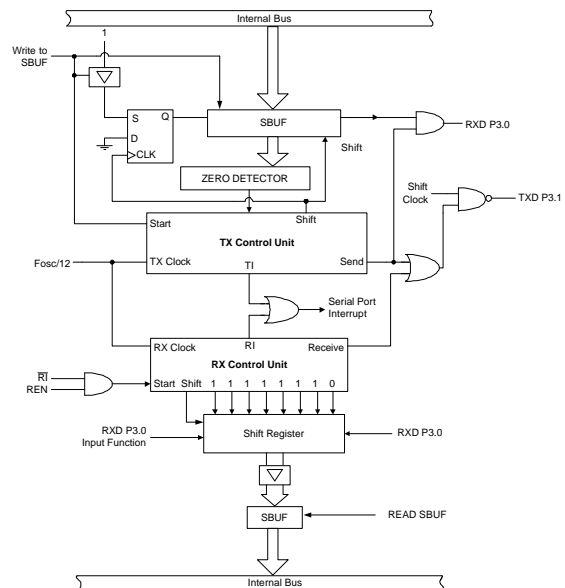 Internal Bus
1
Write to
SBUF
S Q
D
CLK
SBUF
RXD P3.0
Shift
ZERO DETECTOR
Shift
Clock
TXD P3.1
Start
Shift
TX Control Unit
Fosc/12
TX Clock
TI
Send
Serial Port
Interrupt
RX Clock
RI
Receive
RX Control Unit
RI
REN
Start Shift 1 1 1 1 1 1 1 0
RXD P3.0
Input Function
Shift Register
RXD P3.0
SBUF
READ SBUF
Internal Bus